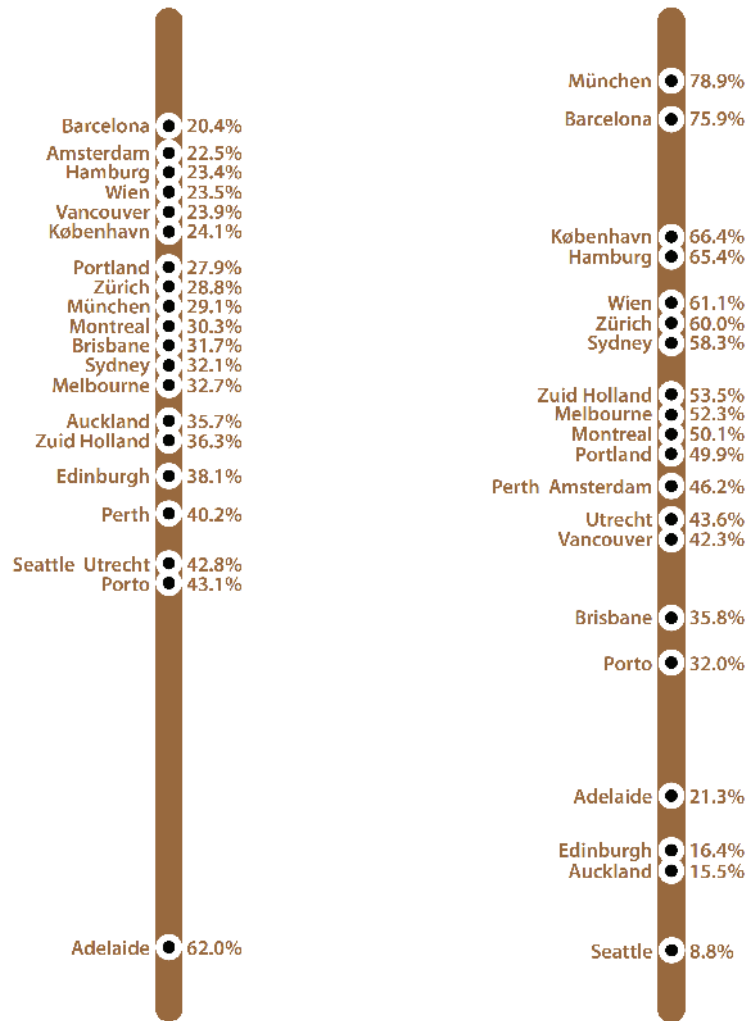 Barcelona 20.4%
Amsterdam 22.5%
Hamburg 23.4%
Wien 23.5%
Vancouver 23.9%
København 24.1%
Portland 27.9%
Zürich 28.8%
München 29.1%
Montreal 30.3%
Brisbane 31.7%
Sydney 32.1%
Melbourne 32.7%
Auckland 35.7%
Zuid Holland 36.3%
Edinburgh 38.1%
Perth 40.2%
Seattle Utrecht 42.8%
Porto 43.1%
Adelaide 62.0%
München 78.9%
Barcelona 75.9%
København 66.4%
Hamburg 65.4%
Wien 61.1%
Zürich 60.0%
Sydney 58.3%
Zuid Holland 53.5%
Melbourne 52.3%
Montreal 50.1%
Portland 49.9%
Perth Amsterdam 46.2%
Utrecht 43.6%
Vancouver 42.3%
Brisbane 35.8%
Porto 32.0%
Adelaide 21.3%
Edinburgh 16.4%
Auckland 15.5%
Seattle 8.8%